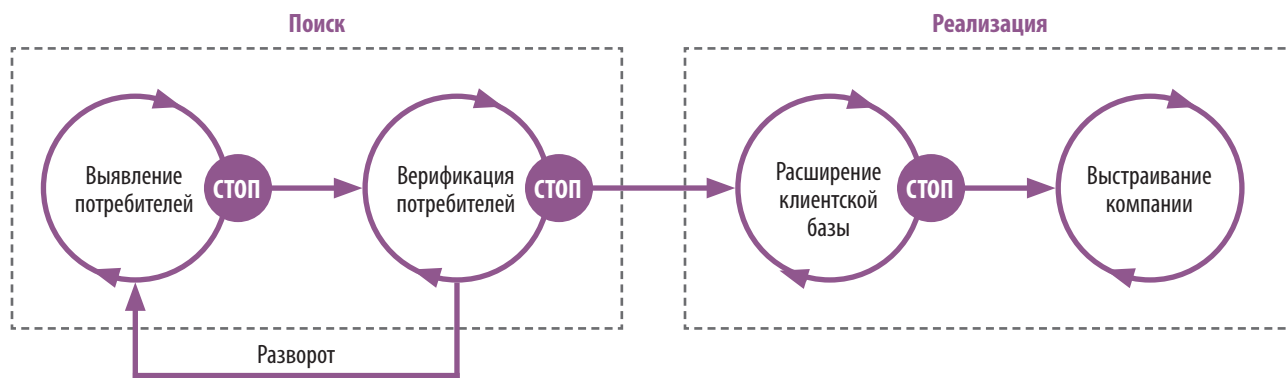 Поиск
Реализация
Выявление
потребителей
СТОП
Верификация
потребителей
СТОП
Расширение
клиентской
базы
СТОП
Выстраивание
компании
Разворот